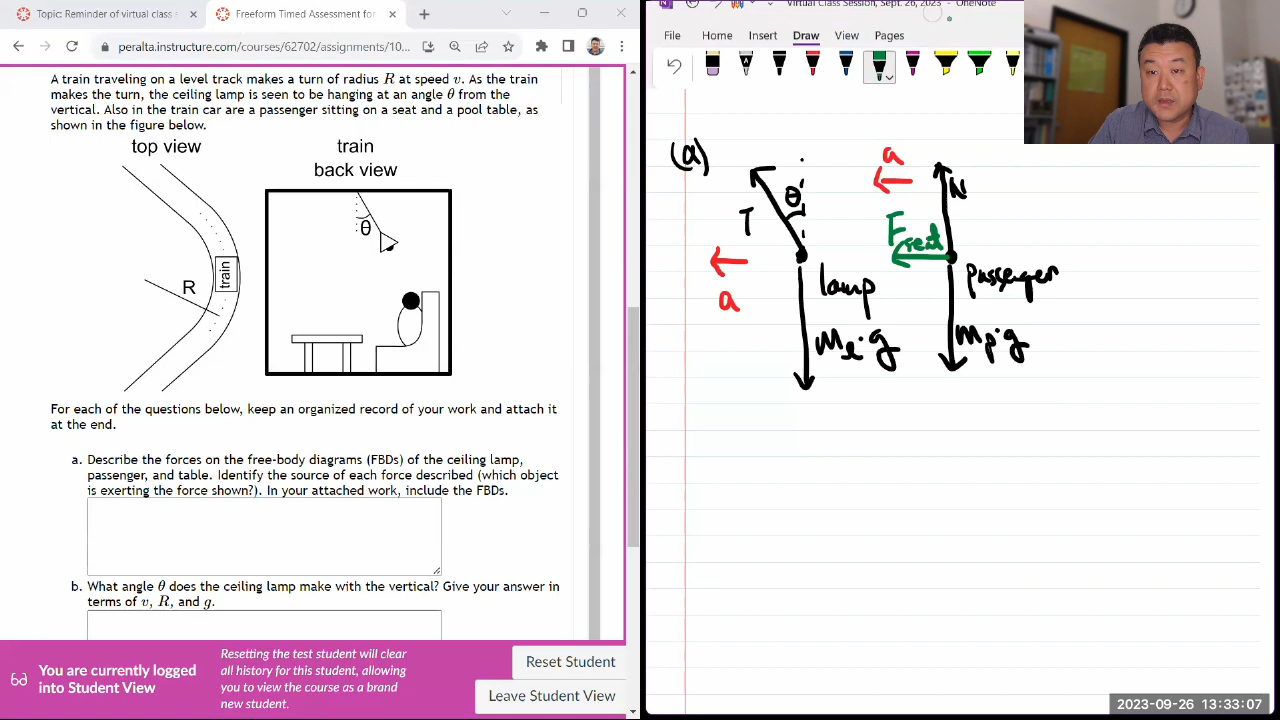 Topic: Reminder of virtual class s
Freeform Timed Assessment for
peralta.instructure.com/courses/62702/assignments/10...
A train traveling on a level track makes a turn of radius R at speed v. As the train
makes the turn, the ceiling lamp is seen to be hanging at an angle θ from the
vertical. Also in the train car are a passenger sitting on a seat and a pool table, as
shown in the figure below.
top view
train
back view
θ
R
train
For each of the questions below, keep an organized record of your work and attach it
at the end.
a. Describe the forces on the free-body diagrams (FBDs) of the ceiling lamp,
passenger, and table. Identify the source of each force described (which object
is exerting the force shown?). In your attached work, include the FBDs.
b. What angle θ does the ceiling lamp make with the vertical? Give your answer in
terms of v, R, and g.
You are currently logged
into Student View
Resetting the test student will clear
all history for this student, allowing
you to view the course as a brand
new student.
Reset Student
Leave Student View
Virtual Class Session, Sept. 26, 2023 - OneNote
File Home Insert Draw View Help
(a)
T
θ
a
lamp
m_l·g
a
N
F_seat
passenger
m_p·g
2023-09-26 13:33:07